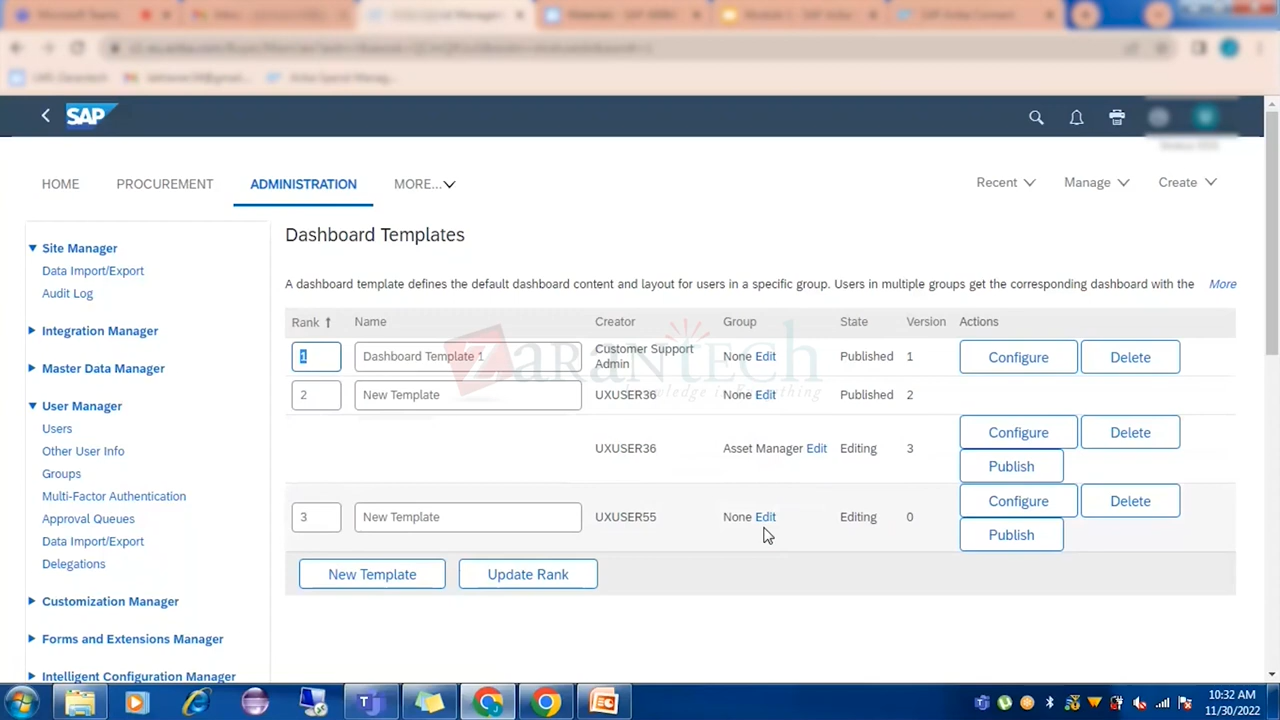 SAP
HOME PROCUREMENT ADMINISTRATION MORE... Recent Manage Create
Site Manager
Data Import/Export
Audit Log
Integration Manager
Master Data Manager
User Manager
Users
Other User Info
Groups
Multi-Factor Authentication
Approval Queues
Data Import/Export
Delegations
Customization Manager
Forms and Extensions Manager
Intelligent Configuration Manager
Dashboard Templates
A dashboard template defines the default dashboard content and layout for users in a specific group. Users in multiple groups get the corresponding dashboard with the More
Rank ↑ Name Creator Group State Version Actions
1 Dashboard Template 1 Customer Support Admin None Edit Published 1 Configure Delete
2 New Template UXUSER36 None Edit Published 2
UXUSER36 Asset Manager Edit Editing 3 Configure Delete
Publish
3 New Template UXUSER55 None Edit Editing 0 Configure Delete
Publish
New Template Update Rank
zarantech
knowledge in Everything
10:32 AM
11/30/2022